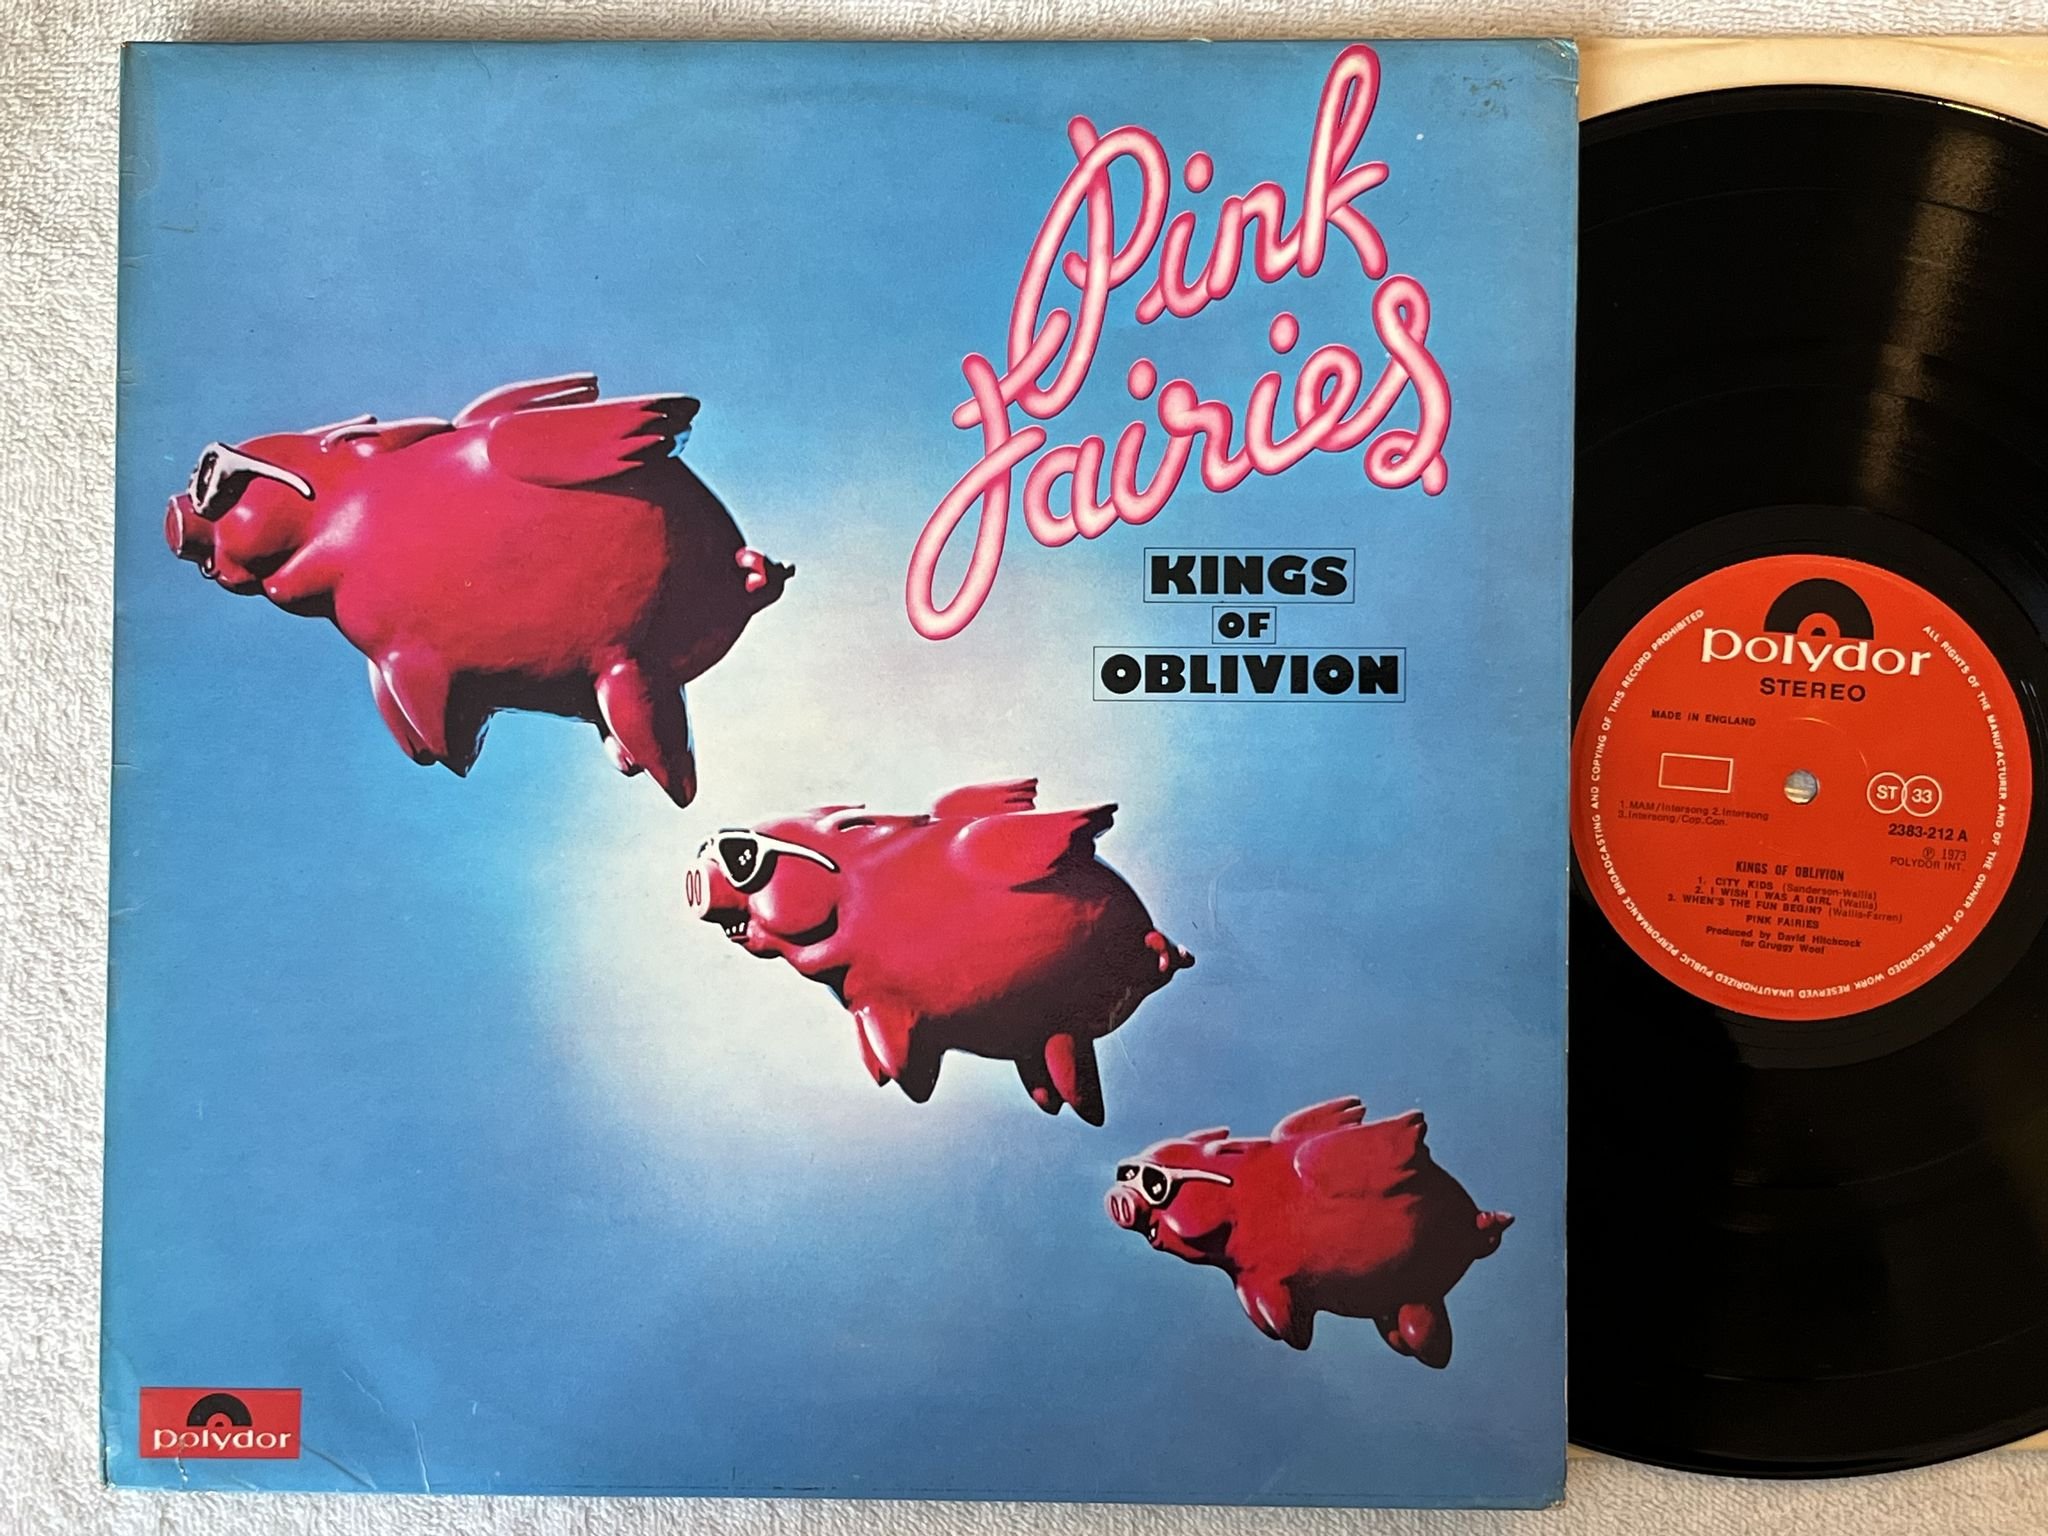 Pink
Fairies
KINGS
OF
OBLIVION
polydor
polydor
STEREO
MADE IN ENGLAND
ST 33
1. MAM/Intersong 2. Intersong
3. Intersong/Cop. Con.
2383-212 A
℗ 1973
POLYDOR INT.
KINGS OF OBLIVION
1. CITY KIDS (Sanderson-Wallis)
2. I WISH I WAS A GIRL (Wallis)
3. WHEN'S THE FUN BEGIN? (Wallis-Farren)
PINK FAIRIES
Produced by David Hitchcock
for Gruggy Woof
ALL RIGHTS OF THE MANUFACTURER AND OF THE OWNER OF THE RECORDED WORK RESERVED UNAUTHORIZED PUBLIC PERFORMANCE BROADCASTING AND COPYING OF THIS RECORD PROHIBITED